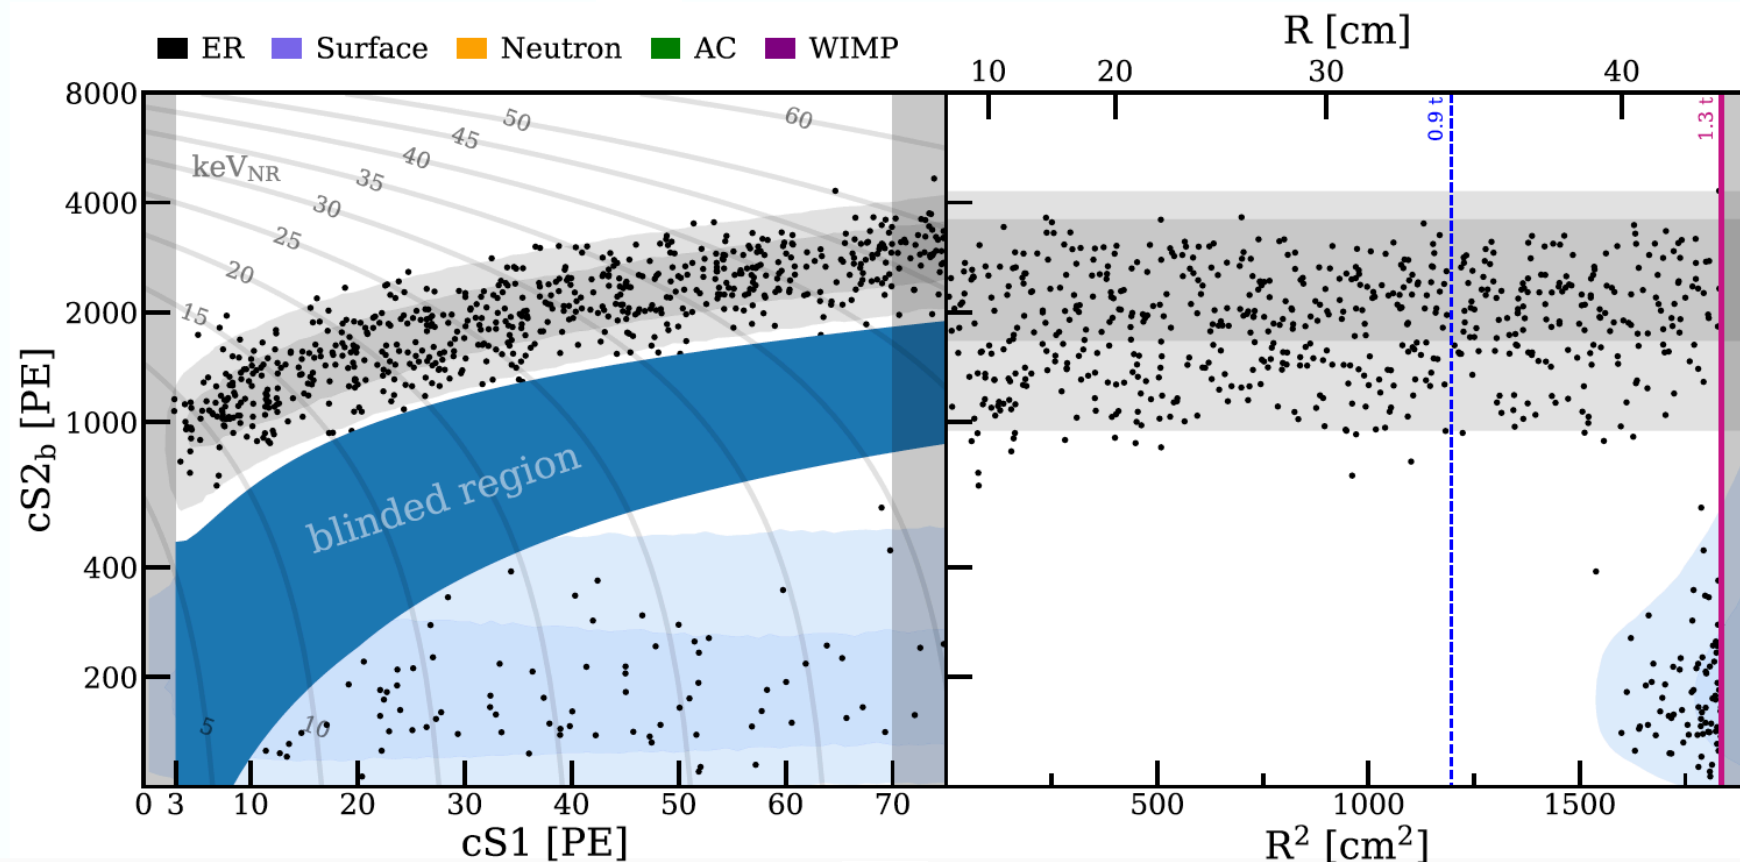 ER Surface Neutron AC WIMP
R [cm]
10 20 30 40
8000
4000
2000
1000
400
200
cS2b [PE]
keVNR
50
60
45
40
35
30
25
20
15
5
10
blinded region
0.9 t
1.3 t
0 3 10 20 30 40 50 60 70
500 1000 1500
cS1 [PE]
R² [cm²]